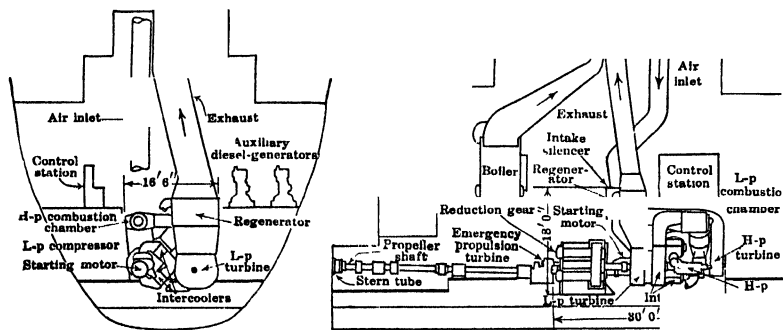 Air inlet
Exhaust
Auxiliary
diesel-generators
Control
station
16′ 6″
H-p combustion
chamber
Regenerator
L-p compressor
Starting motor
L-p
turbine
Intercoolers
Air
inlet
Exhaust
Intake
silencer
Boiler
Regener-
ator
Control
station
L-p
combustio
chamber
Reduction gear
18′ 0″
Starting
motor
Emergency
propulsion
turbine
Propeller
shaft
H-p
turbine
Stern tube
L-p turbine
Int
H-p
80′ 0